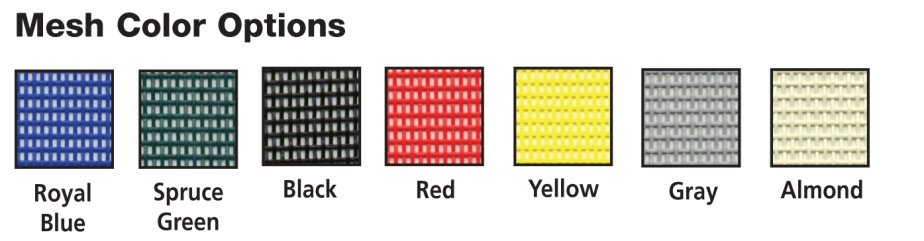 Mesh Color Options
Royal
Blue
Spruce
Green
Black
Red
Yellow
Gray
Almond